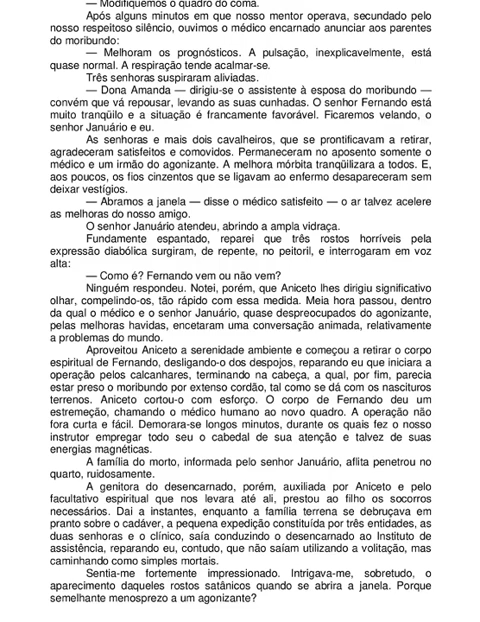 — Modifiquemos o quadro do coma.
Após alguns minutos em que nosso mentor operava, secundado pelo
nosso respeitoso silêncio, ouvimos o médico encarnado anunciar aos parentes
do moribundo:
— Melhoram os prognósticos. A pulsação, inexplicavelmente, está
quase normal. A respiração tende acalmar-se.
Três senhoras suspiraram aliviadas.
— Dona Amanda — dirigiu-se o assistente à esposa do moribundo —
convém que vá repousar, levando as suas cunhadas. O senhor Fernando está
muito tranqüilo e a situação é francamente favorável. Ficaremos velando, o
senhor Januário e eu.
As senhoras e mais dois cavalheiros, que se prontificavam a retirar,
agradeceram satisfeitos e comovidos. Permaneceram no aposento somente o
médico e um irmão do agonizante. A melhora mórbita tranqüilizara a todos. E,
aos poucos, os fios cinzentos que se ligavam ao enfermo desapareceram sem
deixar vestígios.
— Abramos a janela — disse o médico satisfeito — o ar talvez acelere
as melhoras do nosso amigo.
O senhor Januário atendeu, abrindo a ampla vidraça.
Fundamente espantado, reparei que três rostos horríveis pela
expressão diabólica surgiram, de repente, no peitoril, e interrogaram em voz
alta:
— Como é? Fernando vem ou não vem?
Ninguém respondeu. Notei, porém, que Aniceto lhes dirigiu significativo
olhar, compelindo-os, tão rápido com essa medida. Meia hora passou, dentro
da qual o médico e o senhor Januário, quase despreocupados do agonizante,
pelas melhoras havidas, encetaram uma conversação animada, relativamente
a problemas do mundo.
Aproveitou Aniceto a serenidade ambiente e começou a retirar o corpo
espiritual de Fernando, desligando-o dos despojos, reparando eu que iniciara a
operação pelos calcanhares, terminando na cabeça, a qual, por fim, parecia
estar preso o moribundo por extenso cordão, tal como se dá com os nascituros
terrenos. Aniceto cortou-o com esforço. O corpo de Fernando deu um
estremeção, chamando o médico humano ao novo quadro. A operação não
fora curta e fácil. Demorara-se longos minutos, durante os quais fez o nosso
instrutor empregar todo seu o cabedal de sua atenção e talvez de suas
energias magnéticas.
A família do morto, informada pelo senhor Januário, aflita penetrou no
quarto, ruidosamente.
A genitora do desencarnado, porém, auxiliada por Aniceto e pelo
facultativo espiritual que nos levara até ali, prestou ao filho os socorros
necessários. Dai a instantes, enquanto a família terrena se debruçava em
pranto sobre o cadáver, a pequena expedição constituída por três entidades, as
duas senhoras e o clínico, saía conduzindo o desencarnado ao Instituto de
assistência, reparando eu, contudo, que não saíam utilizando a volitação, mas
caminhando como simples mortais.
Sentia-me fortemente impressionado. Intrigava-me, sobretudo, o
aparecimento daqueles rostos satânicos quando se abrira a janela. Porque
semelhante menosprezo a um agonizante?